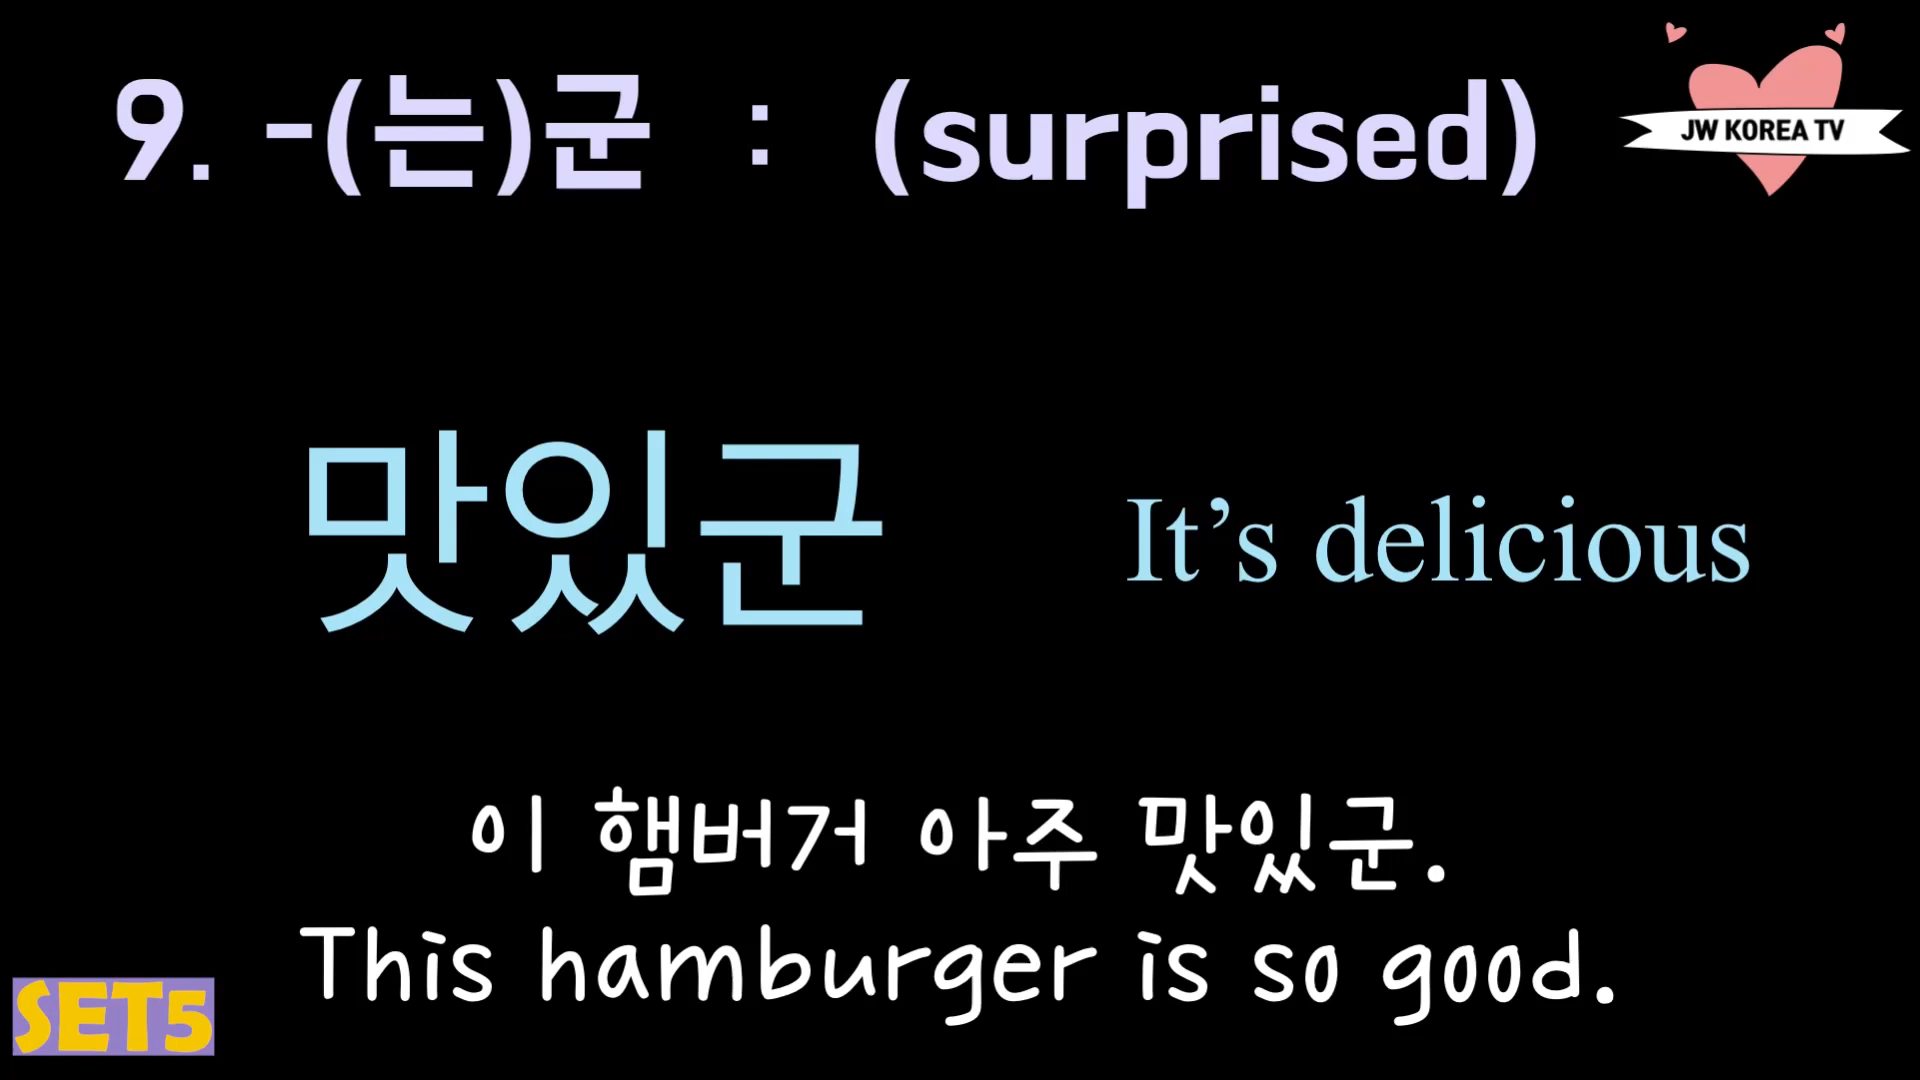 9. -(는)군 : (surprised)
JW KOREA TV
맛있군 It’s delicious
이 햄버거 아주 맛있군.
This hamburger is so good.
SET5